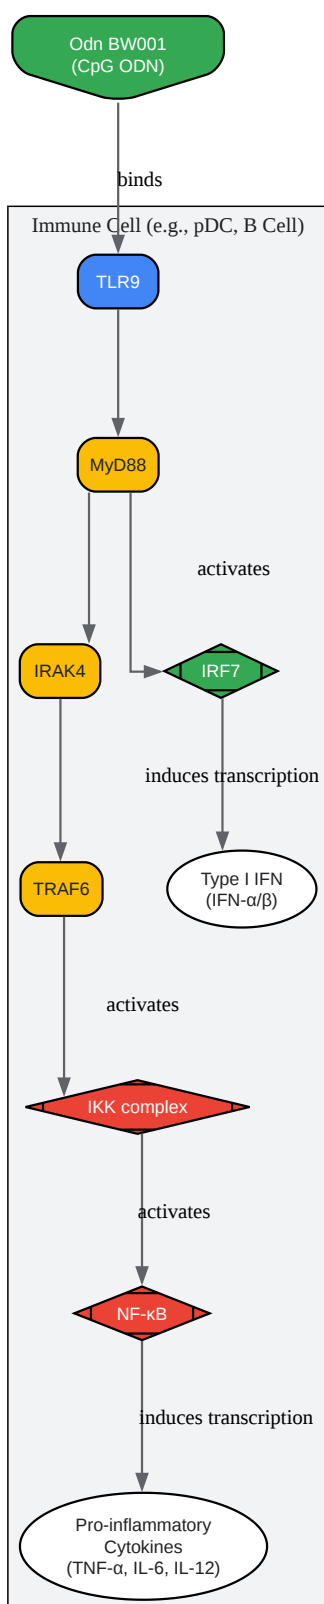 Odn BW001
(CpG ODN)
binds
Immune Cell (e.g., pDC, B Cell)
TLR9
MyD88
activates
IRAK4
IRF7
induces transcription
TRAF6
Type I IFN
(IFN-α/β)
activates
IKK complex
activates
NF-κB
induces transcription
Pro-inflammatory
Cytokines
(TNF-α, IL-6, IL-12)